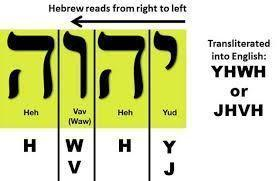 Hebrew reads from right to left
יהוה
Heh Vav (Waw) Heh Yud
H W V H Y J
Transliterated
into English:
YHWH
or
JHVH